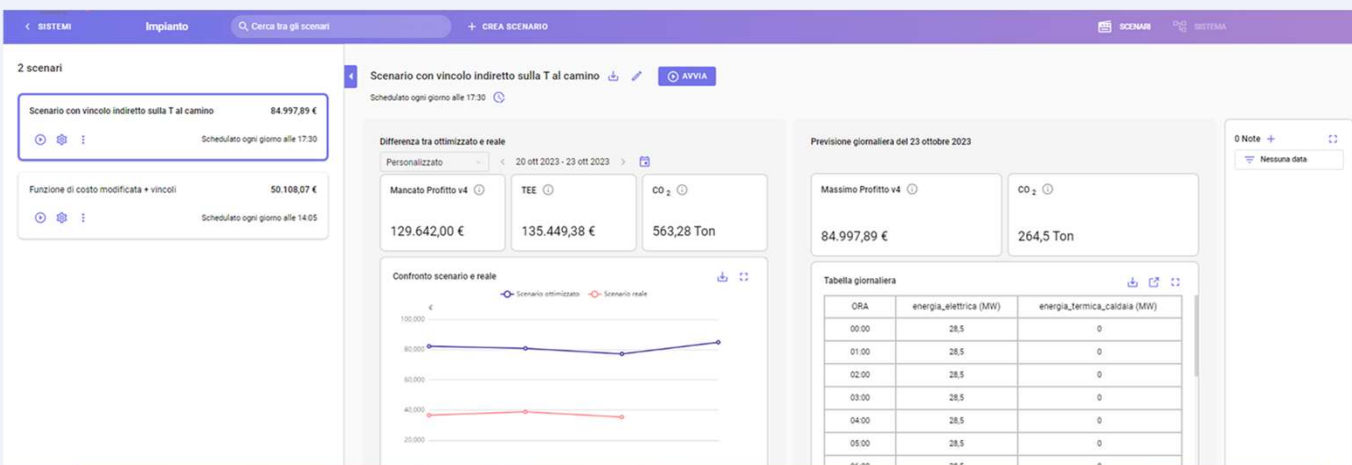 SISTEMI
Impianto
Cerca tra gli scenari
+ CREA SCENARIO
SCENARI
SISTEMA
2 scenari
Scenario con vincolo indiretto sulla T al camino 84.997,89 €
Schedulato ogni giorno alle 17:30
Funzione di costo modificata + vincoli 50.108,07 €
Schedulato ogni giorno alle 14:05
Scenario con vincolo indiretto sulla T al camino
AVVIA
Schedulato ogni giorno alle 17:30
Differenza tra ottimizzato e reale
Personalizzato
20 ott 2023 - 23 ott 2023
Mancato Profitto v4
129.642,00 €
TEE
135.449,38 €
CO 2
563,28 Ton
Confronto scenario e reale
Scenario ottimizzato Scenario reale
€
100,000
80,000
60,000
40,000
20,000
Previsione giornaliera del 23 ottobre 2023
Massimo Profitto v4
84.997,89 €
CO 2
264,5 Ton
Tabella giornaliera
ORA energia_elettrica (MW) energia_termica_caldaia (MW)
00:00 28,5 0
01:00 28,5 0
02:00 28,5 0
03:00 28,5 0
04:00 28,5 0
05:00 28,5 0
0 Note +
Nessuna data